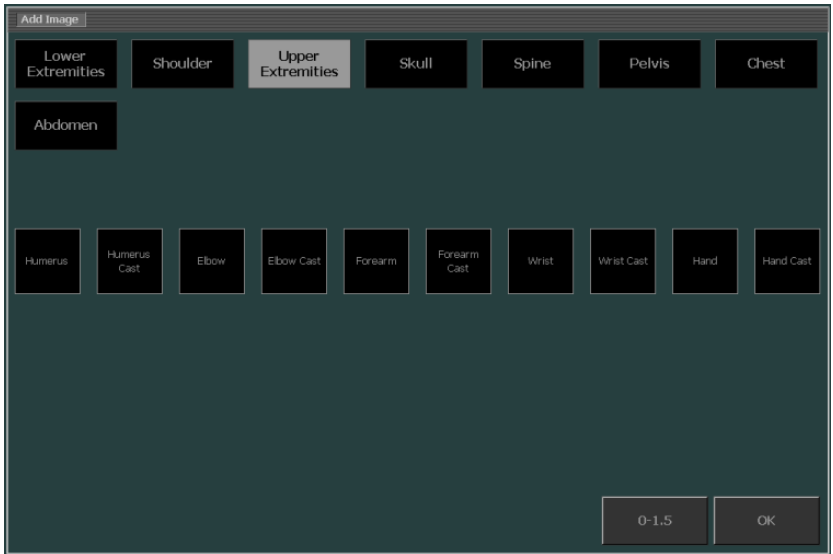 Add Image
Lower
Extremities
Shoulder
Upper
Extremities
Skull
Spine
Pelvis
Chest
Abdomen
Humerus
Humerus
Cast
Elbow
Elbow Cast
Forearm
Forearm
Cast
Wrist
Wrist Cast
Hand
Hand Cast
0-1.5
OK